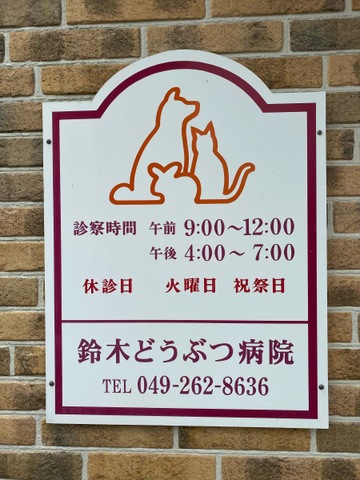 診察時間 午前 9:00〜12:00
午後 4:00〜 7:00
休診日 火曜日 祝祭日
鈴木どうぶつ病院
TEL 049-262-8636